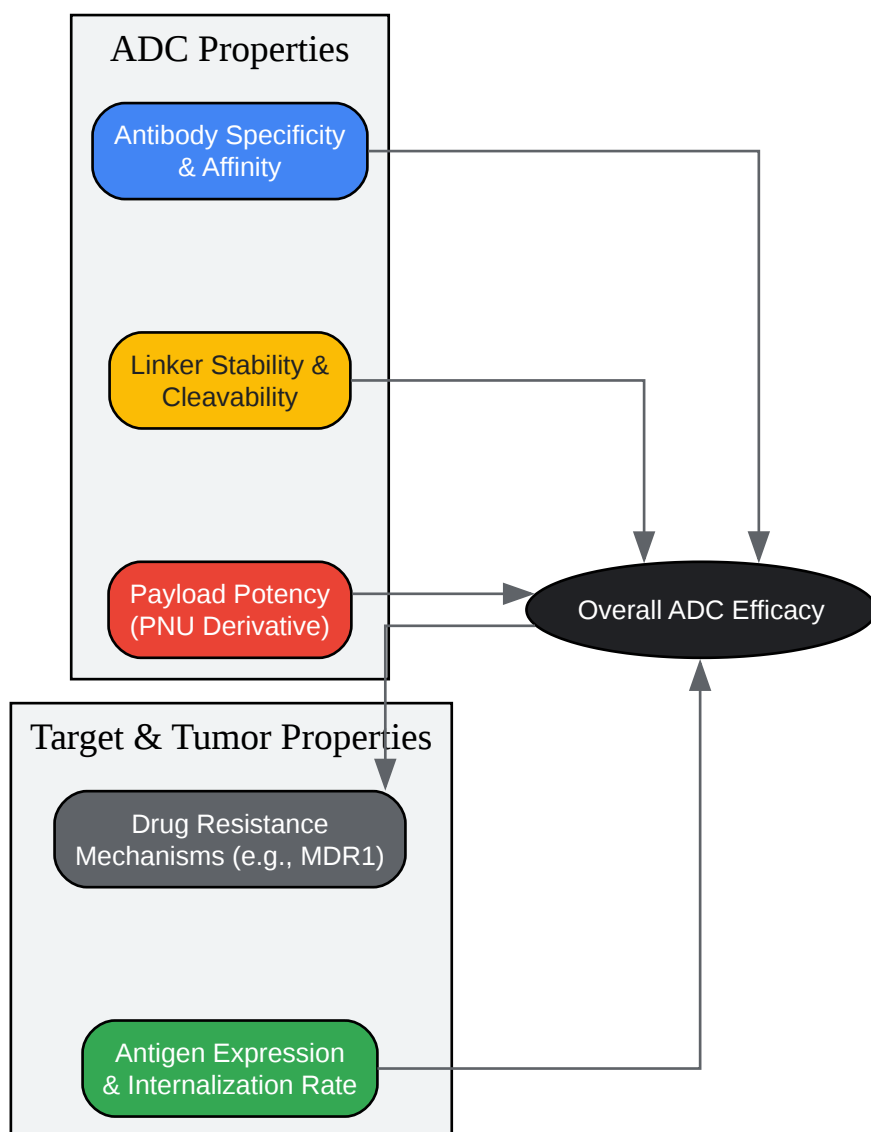 ADC Properties
Antibody Specificity
& Affinity
Linker Stability &
Cleavability
Payload Potency
(PNU Derivative)
Overall ADC Efficacy
Target & Tumor Properties
Drug Resistance
Mechanisms (e.g., MDR1)
Antigen Expression
& Internalization Rate